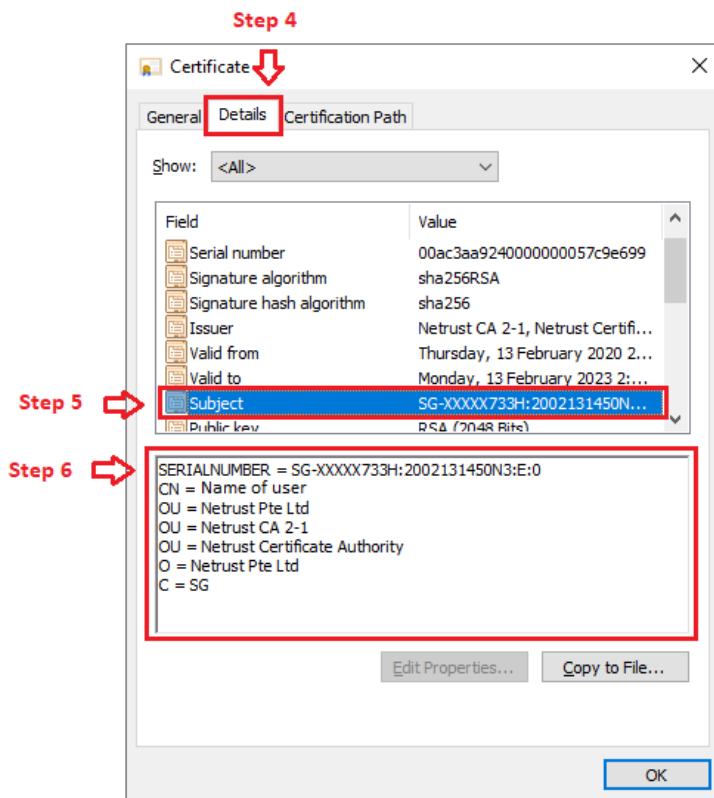 Step 4
Certificate
General Details Certification Path
Show: <All>
Field Value
Serial number 00ac3aa9240000000057c9e699
Signature algorithm sha256RSA
Signature hash algorithm sha256
Issuer Netrust CA 2-1, Netrust Certifi...
Valid from Thursday, 13 February 2020 2...
Valid to Monday, 13 February 2023 2:...
Step 5 Subject SG-XXXXX733H:2002131450N...
Public key RSA (2048 Bits)
Step 6 SERIALNUMBER = SG-XXXXX733H:2002131450N3:E:0
CN = Name of user
OU = Netrust Pte Ltd
OU = Netrust CA 2-1
OU = Netrust Certificate Authority
O = Netrust Pte Ltd
C = SG
Edit Properties... Copy to File...
OK